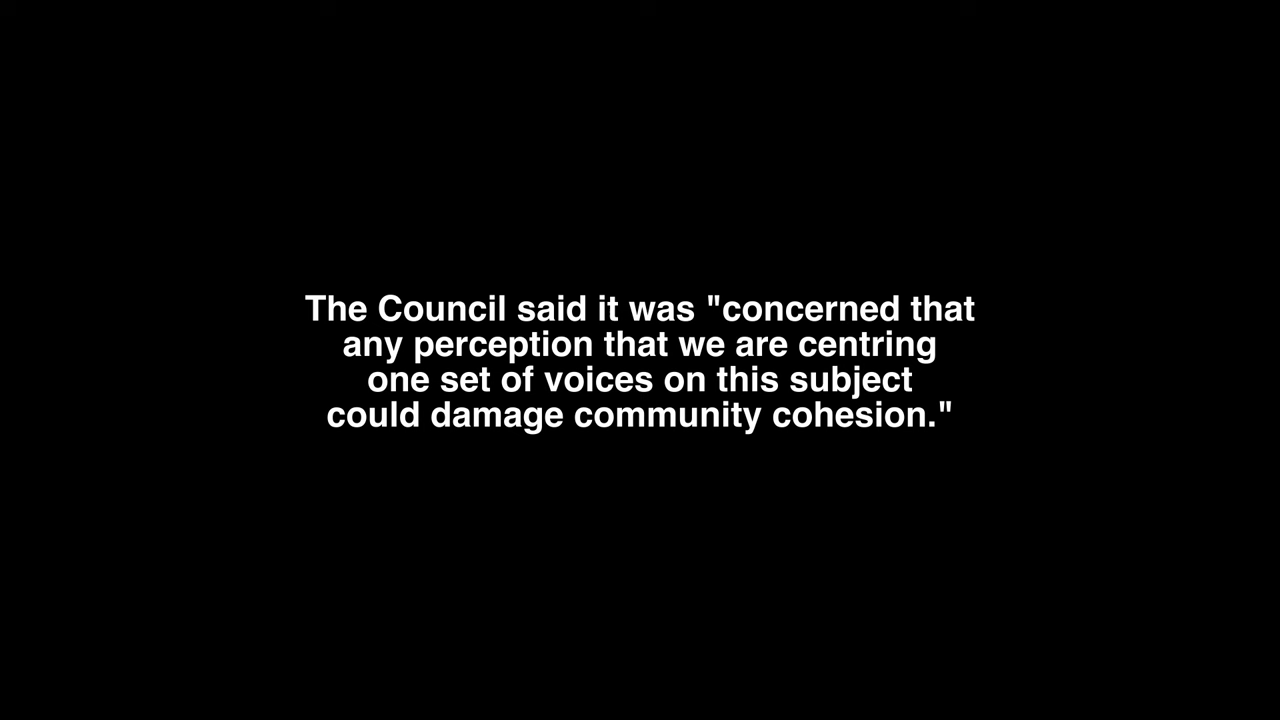 The Council said it was "concerned that
any perception that we are centring
one set of voices on this subject
could damage community cohesion."